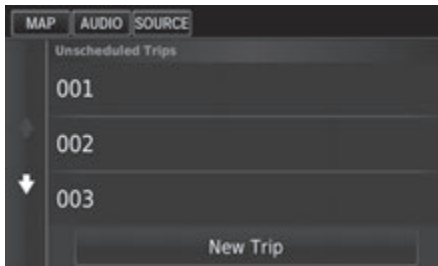 MAP AUDIO SOURCE
Unscheduled Trips
001
002
003
New Trip